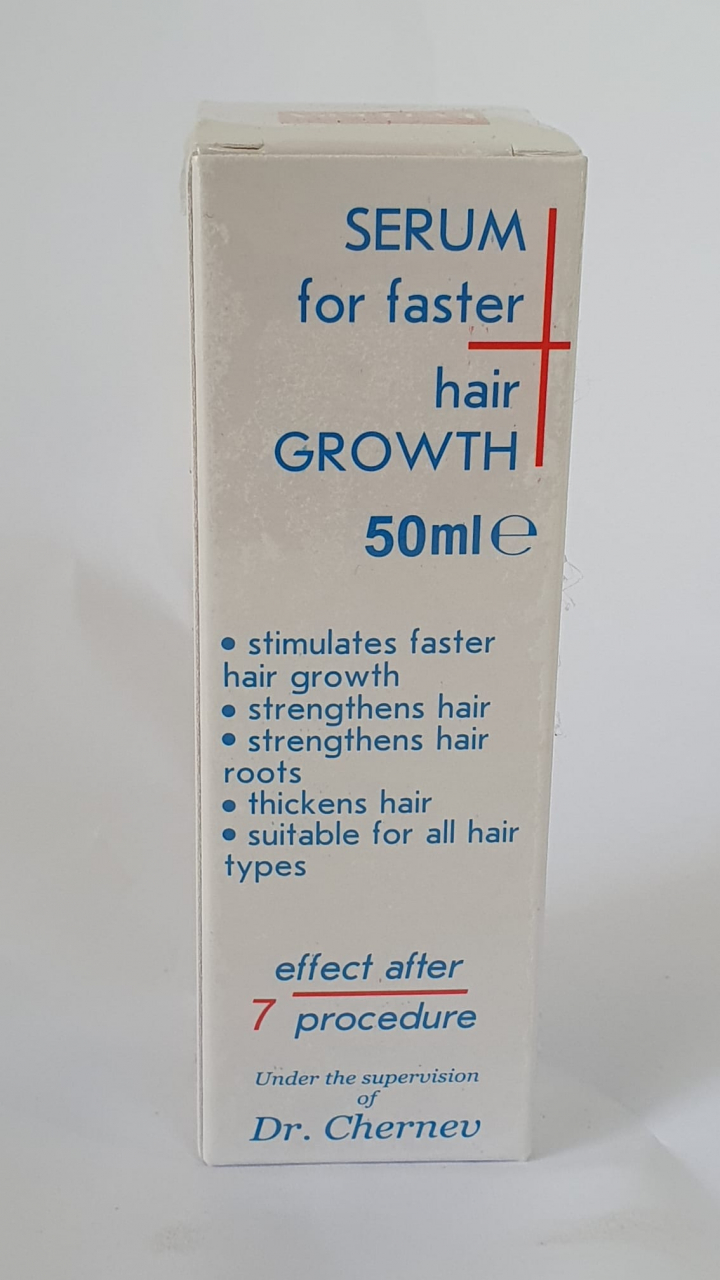 SERUM
for faster
hair
GROWTH
50ml℮
• stimulates faster
hair growth
• strengthens hair
• strengthens hair
roots
• thickens hair
• suitable for all hair
types
effect after
7 procedure
Under the supervision
of
Dr. Chernev